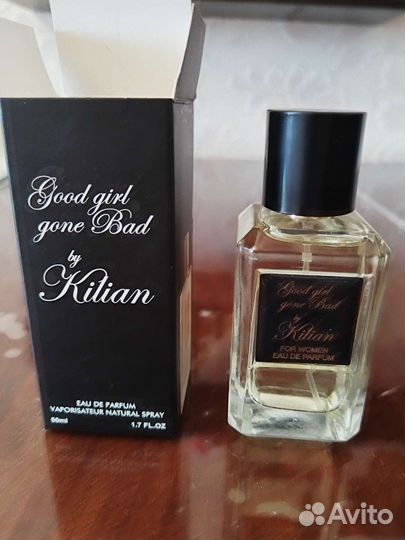 Good girl
gone Bad
by
Kilian
EAU DE PARFUM
VAPORISATEUR NATURAL SPRAY
50ml
1.7 FL.OZ
Good girl
gone Bad
by
Kilian
FOR WOMEN
EAU DE PARFUM
Avito